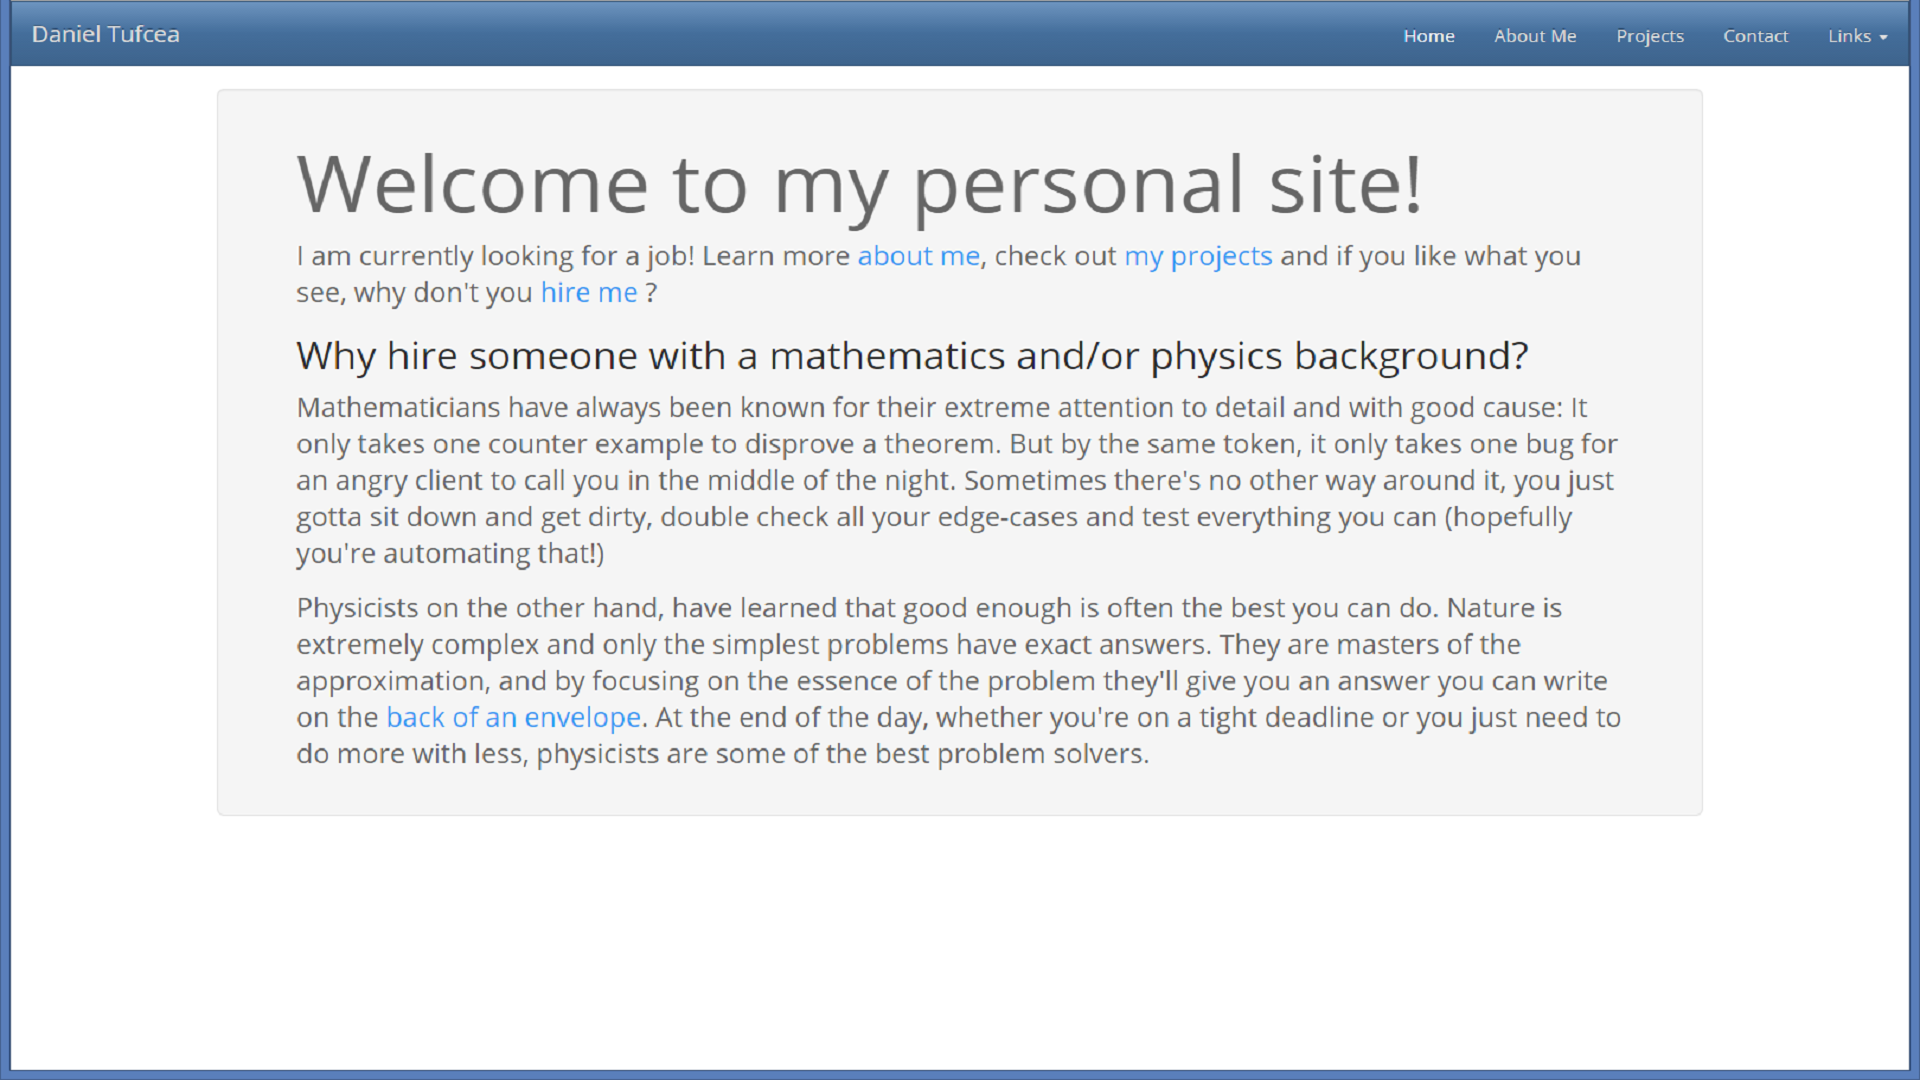 Daniel Tufcea
Home About Me Projects Contact Links
Welcome to my personal site!
I am currently looking for a job! Learn more about me, check out my projects and if you like what you
see, why don't you hire me ?
Why hire someone with a mathematics and/or physics background?
Mathematicians have always been known for their extreme attention to detail and with good cause: It
only takes one counter example to disprove a theorem. But by the same token, it only takes one bug for
an angry client to call you in the middle of the night. Sometimes there's no other way around it, you just
gotta sit down and get dirty, double check all your edge-cases and test everything you can (hopefully
you're automating that!)
Physicists on the other hand, have learned that good enough is often the best you can do. Nature is
extremely complex and only the simplest problems have exact answers. They are masters of the
approximation, and by focusing on the essence of the problem they'll give you an answer you can write
on the back of an envelope. At the end of the day, whether you're on a tight deadline or you just need to
do more with less, physicists are some of the best problem solvers.